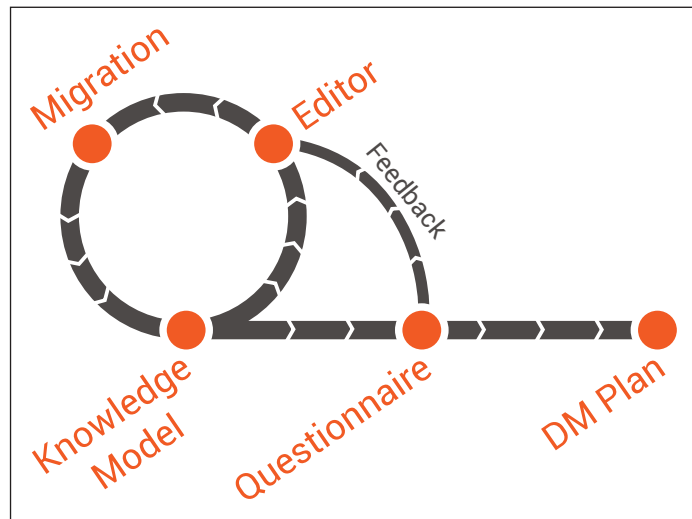 Migration
Editor
Feedback
Knowledge
Model
Questionnaire
DM Plan